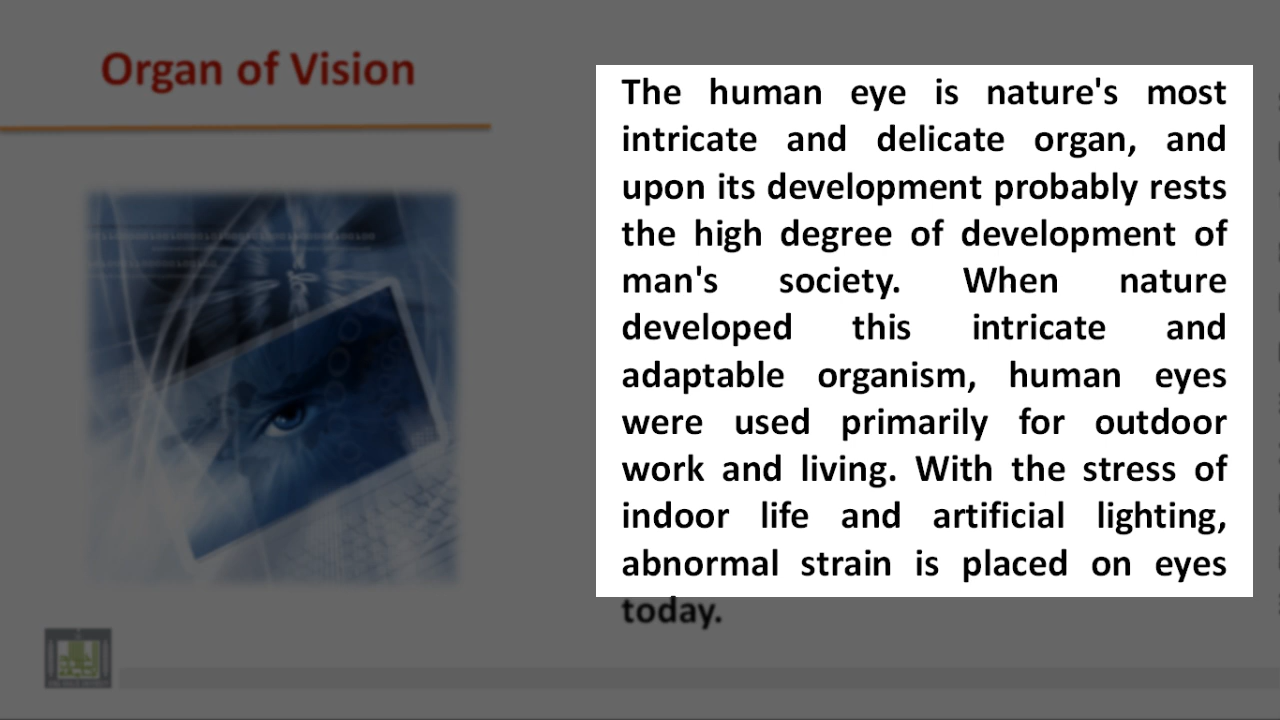 Organ of Vision
The human eye is nature's most
intricate and delicate organ, and
upon its development probably rests
the high degree of development of
man's society. When nature
developed this intricate and
adaptable organism, human eyes
were used primarily for outdoor
work and living. With the stress of
indoor life and artificial lighting,
abnormal strain is placed on eyes
today.